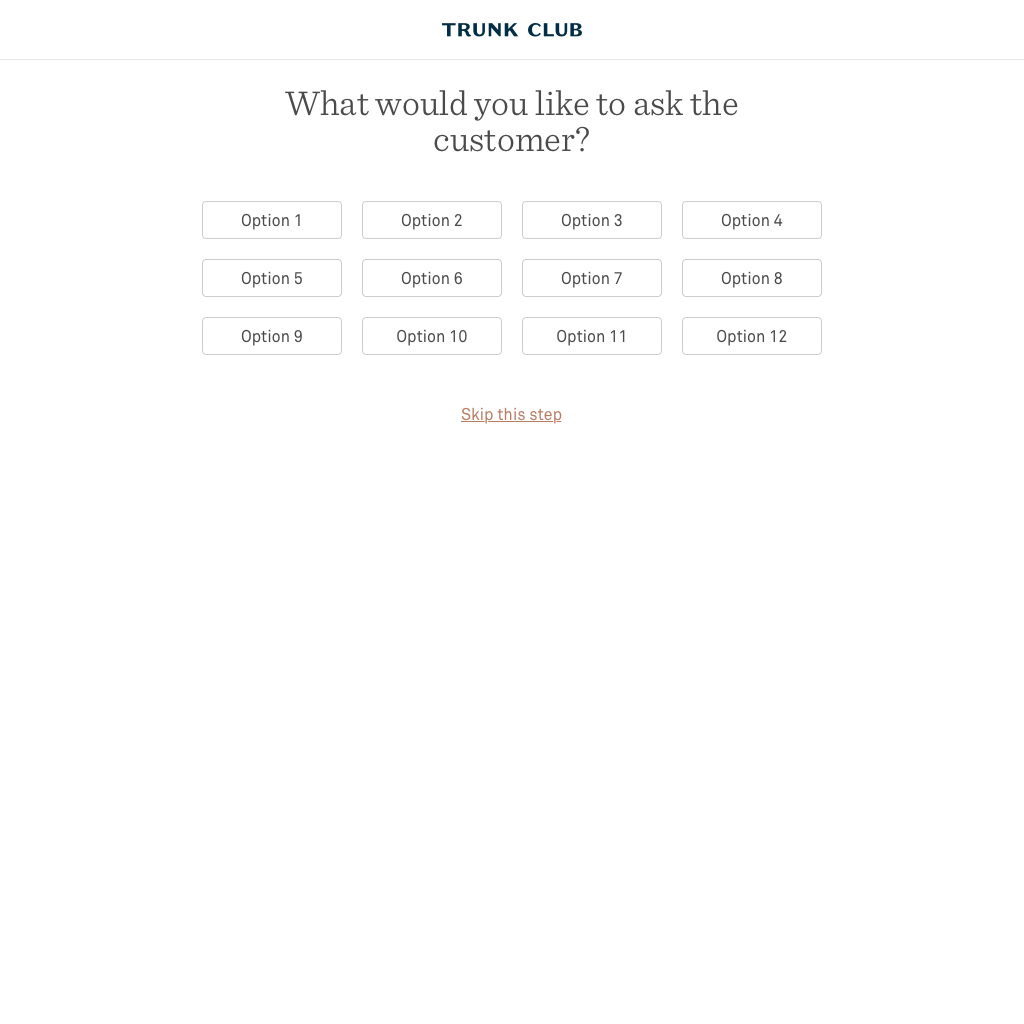 TRUNK CLUB
What would you like to ask the
customer?
Option 1
Option 2
Option 3
Option 4
Option 5
Option 6
Option 7
Option 8
Option 9
Option 10
Option 11
Option 12
Skip this step